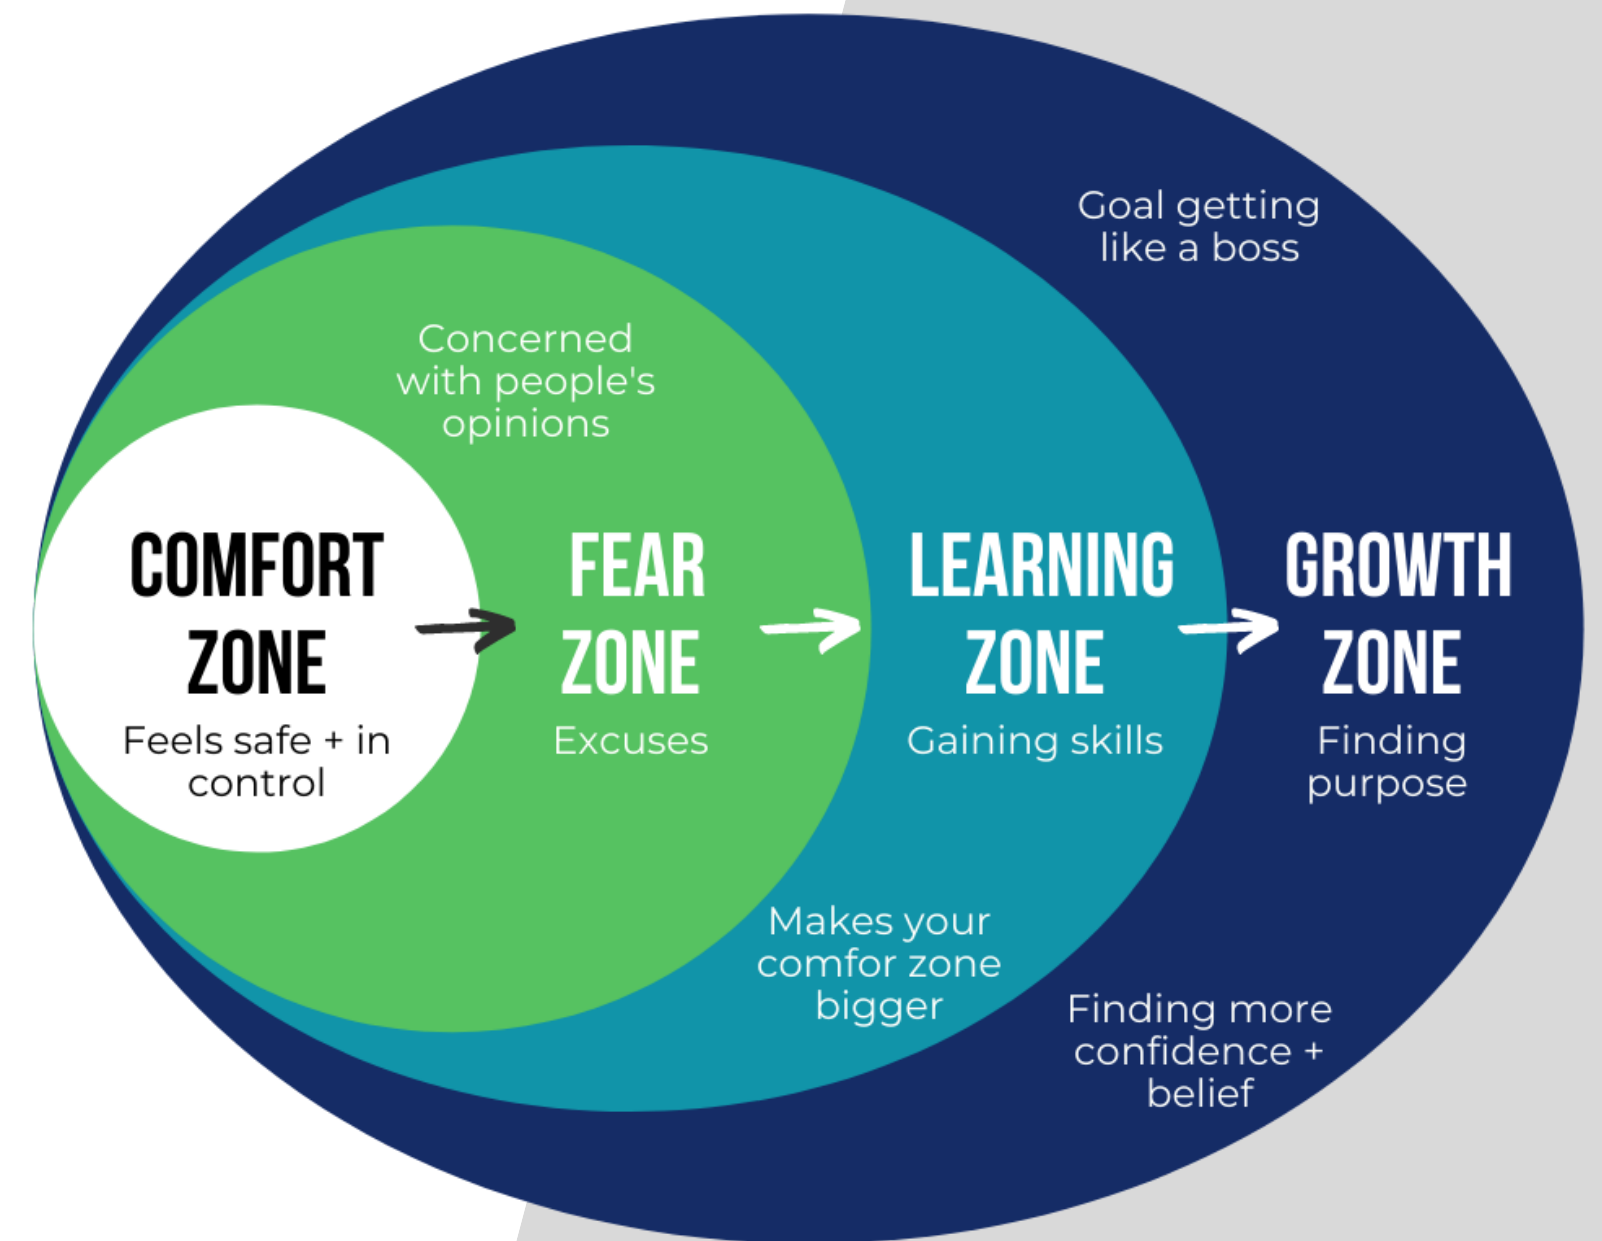 Goal getting
like a boss
Concerned
with people's
opinions
COMFORT
ZONE
Feels safe + in
control
FEAR
ZONE
Excuses
LEARNING
ZONE
Gaining skills
GROWTH
ZONE
Finding
purpose
Makes your
comfor zone
bigger
Finding more
confidence +
belief